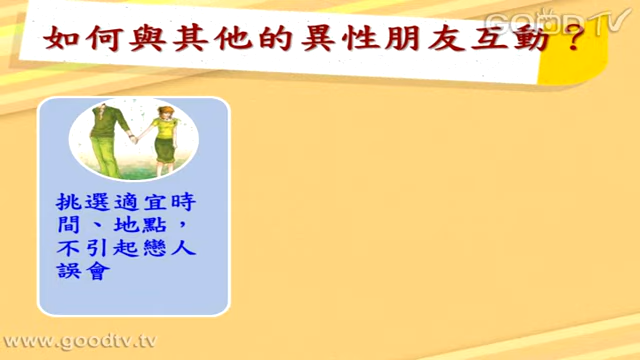 GOODTV
如何與其他的異性朋友互動？
挑選適宜時
間、地點，
不引起戀人
誤會
www.goodtv.tv